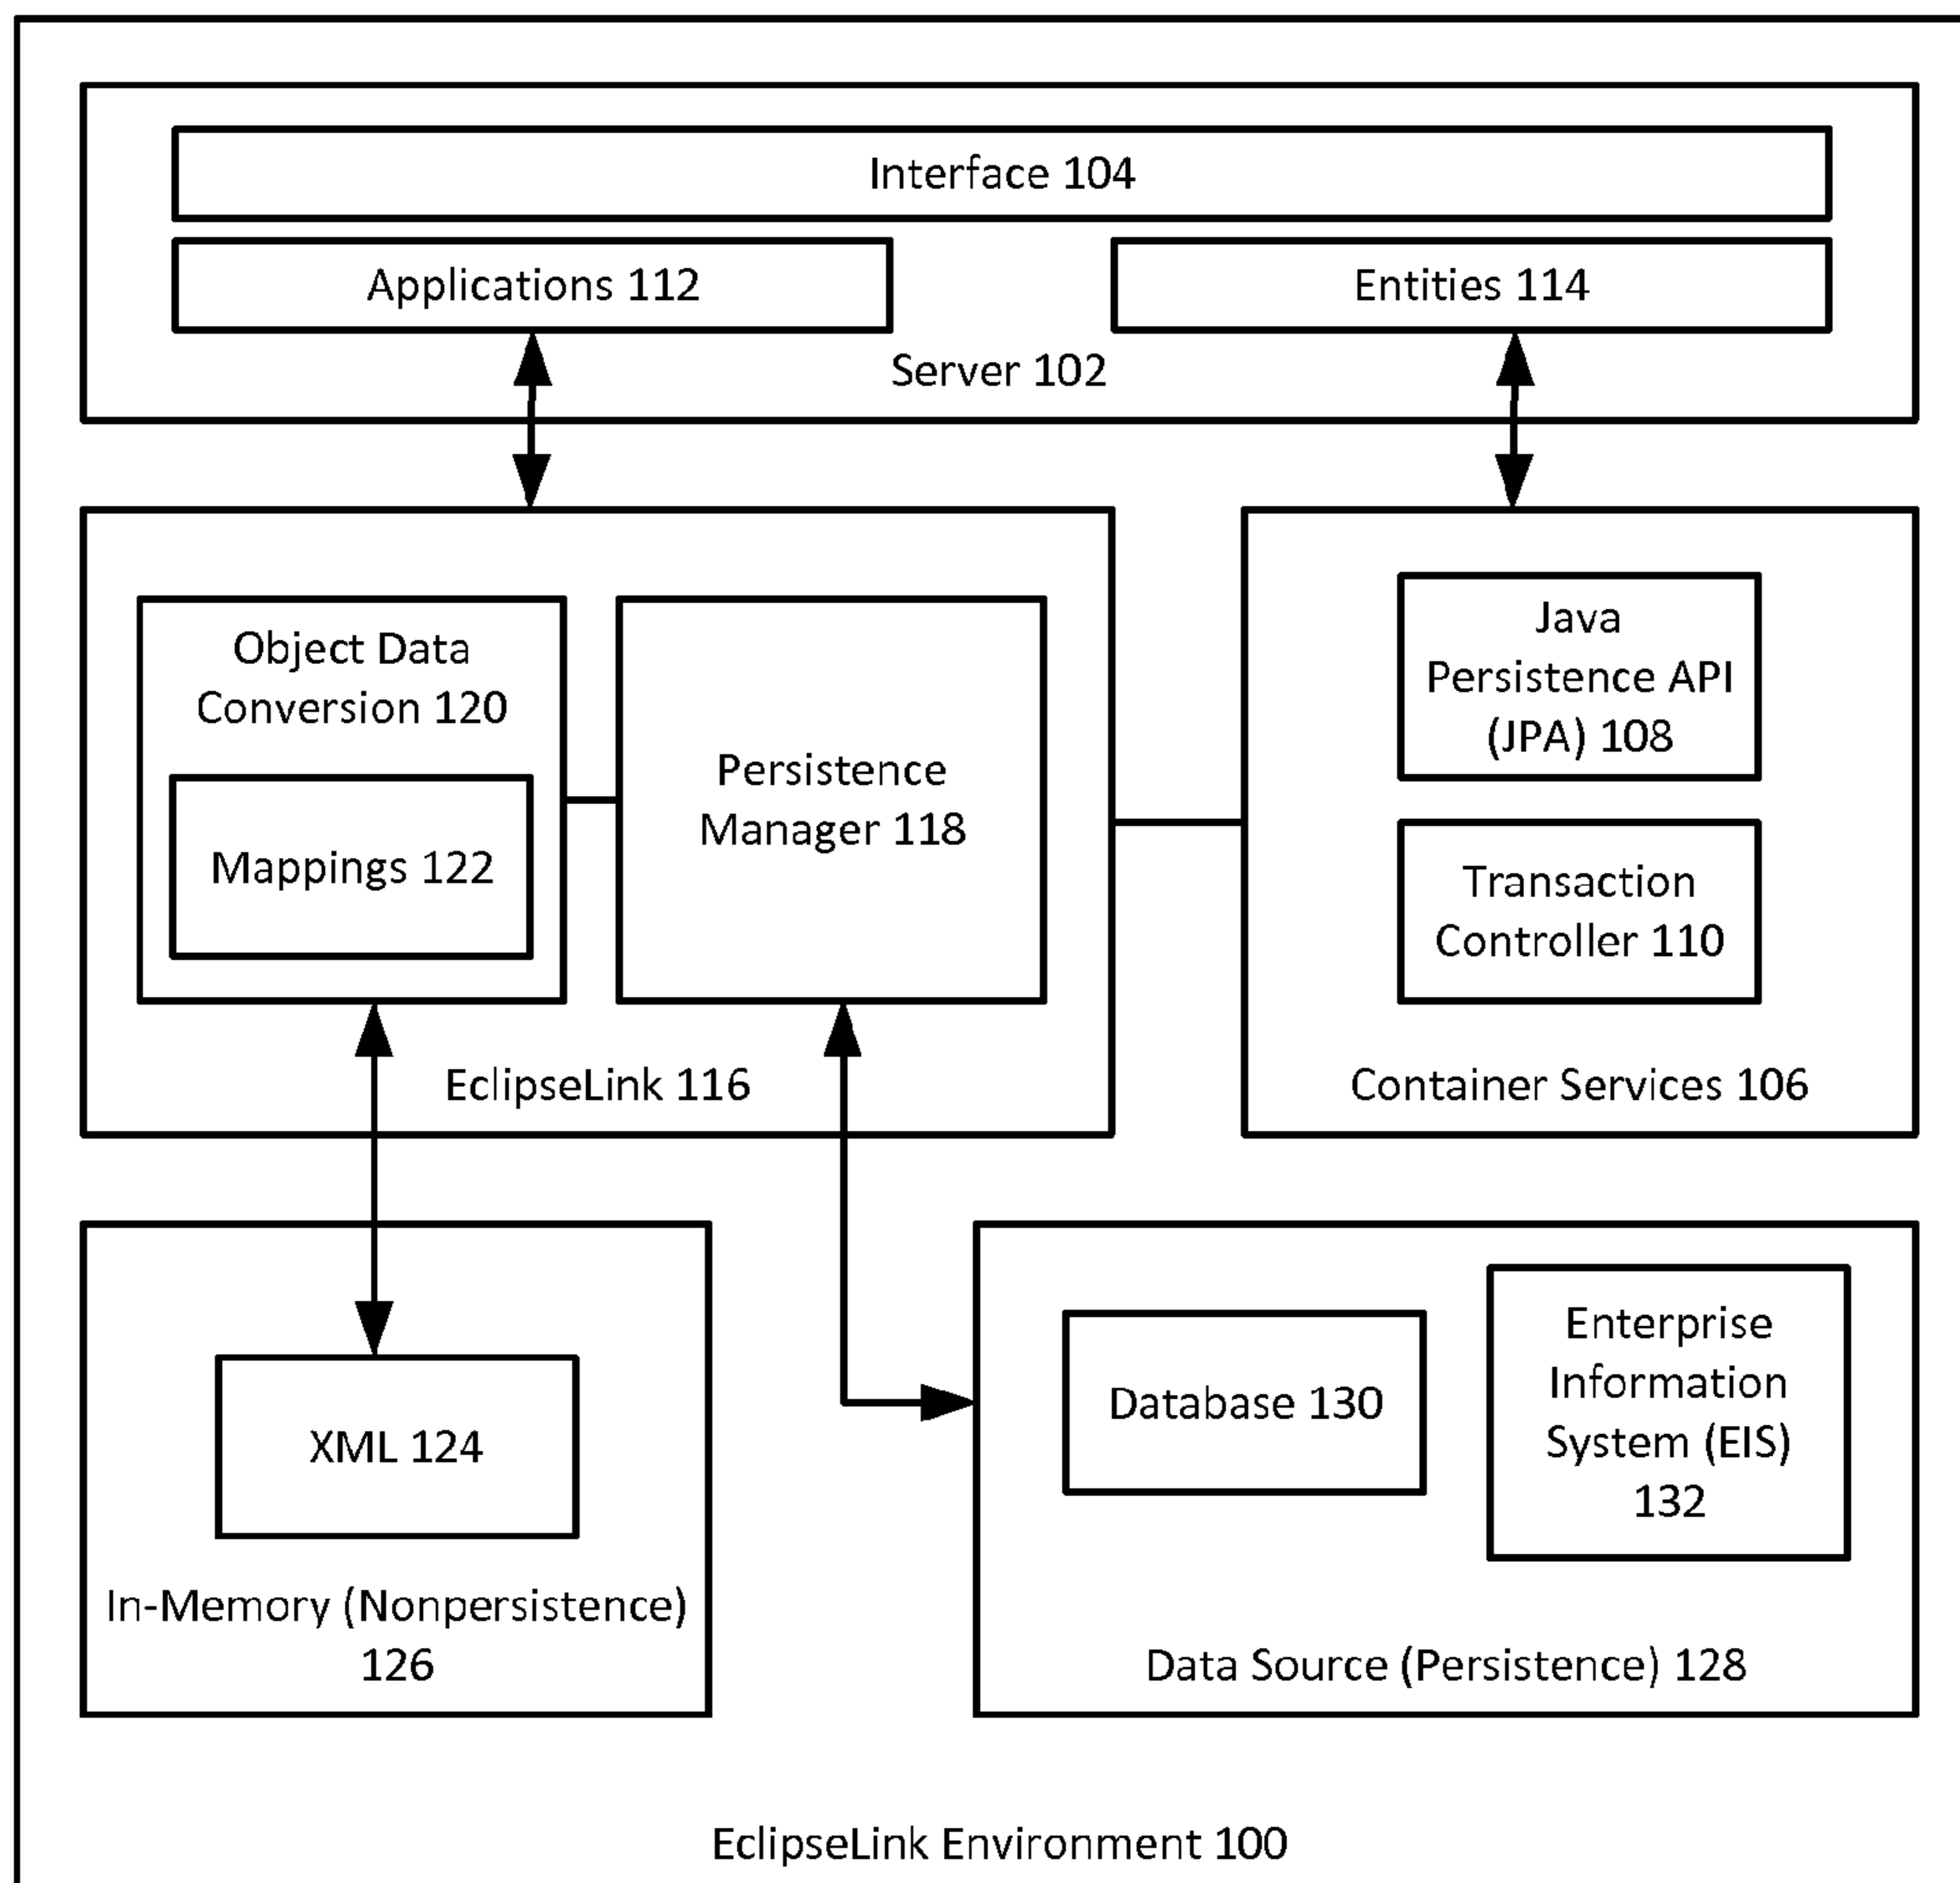 Interface 104
Applications 112
Entities 114
Server 102
Object Data
Conversion 120
Mappings 122
Persistence
Manager 118
EclipseLink 116
Java
Persistence API
(JPA) 108
Transaction
Controller 110
Container Services 106
XML 124
In-Memory (Nonpersistence)
126
Database 130
Enterprise
Information
System (EIS)
132
Data Source (Persistence) 128
EclipseLink Environment 100